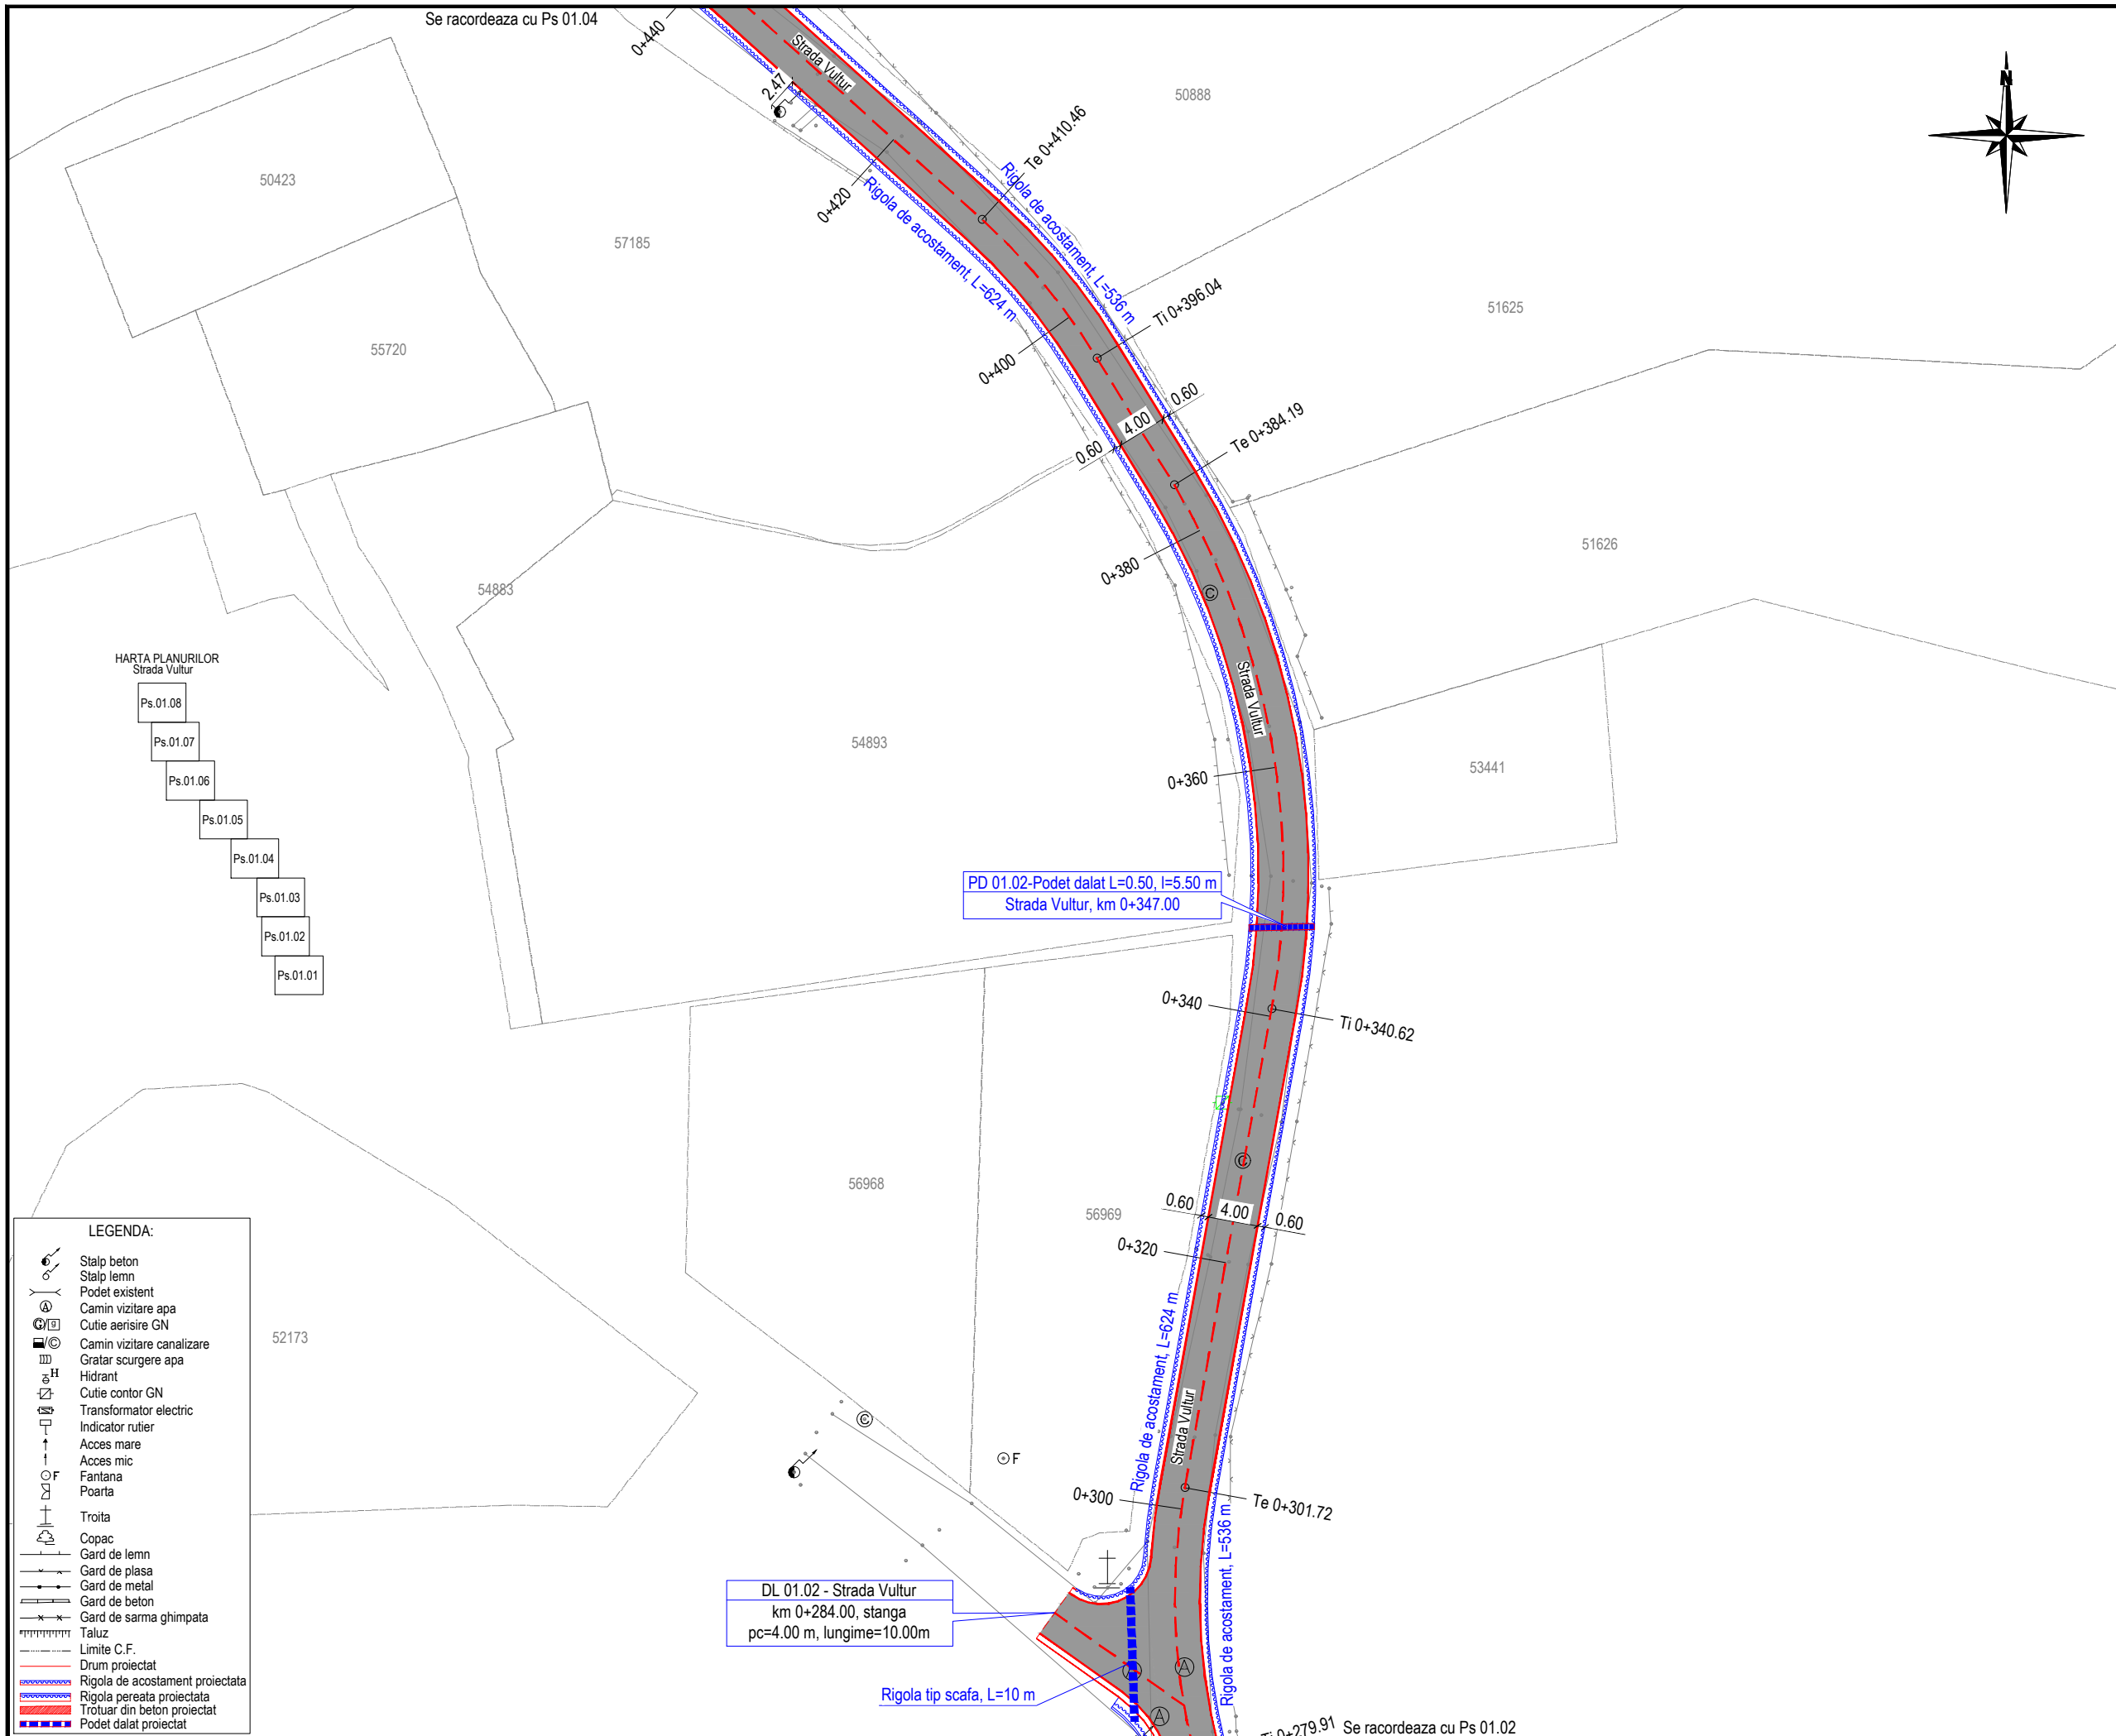 Se racordeaza cu Ps 01.04
0+440
Strada Vultur
2.47
50888
N
Te 0+410.46
50423
0+420
Rigola de acostament, L=624 m
Rigola de acostament, L=536 m
57185
Ti 0+396.04
51625
55720
0+400
0.60
4.00
0.60
Te 0+384.19
0+380
51626
54883
C
HARTA PLANURILOR
Strada Vultur
Ps.01.08
Ps.01.07
Ps.01.06
Ps.01.05
Ps.01.04
Ps.01.03
Ps.01.02
Ps.01.01
Strada Vultur
54893
0+360
53441
PD 01.02-Podet dalat L=0.50, l=5.50 m
Strada Vultur, km 0+347.00
0+340
Ti 0+340.62
C
56968
56969
0.60
4.00
0.60
0+320
52173
Rigola de acostament, L=624 m
Strada Vultur
C
F
0+300
Te 0+301.72
Rigola de acostament, L=536 m
DL 01.02 - Strada Vultur
km 0+284.00, stanga
pc=4.00 m, lungime=10.00m
A
A
Rigola tip scafa, L=10 m
A
Ti 0+279.91
Se racordeaza cu Ps 01.02
LEGENDA:
Stalp beton
Stalp lemn
Podet existent
A Camin vizitare apa
G/g Cutie aerisire GN
/C Camin vizitare canalizare
Gratar scurgere apa
H Hidrant
Cutie contor GN
Transformator electric
Indicator rutier
Acces mare
Acces mic
F Fantana
Poarta
Troita
Copac
Gard de lemn
Gard de plasa
Gard de metal
Gard de beton
Gard de sarma ghimpata
Taluz
Limite C.F.
Drum proiectat
Rigola de acostament proiectata
Rigola pereata proiectata
Trotuar din beton proiectat
Podet dalat proiectat